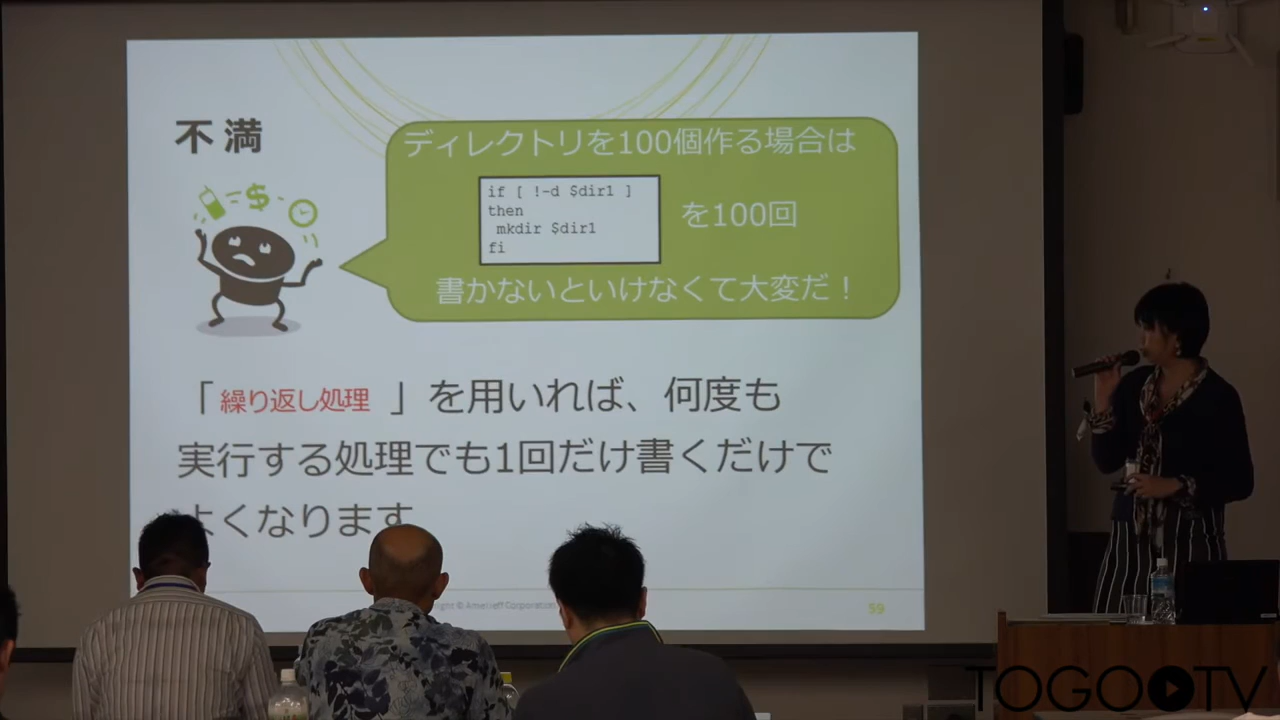 不満
ディレクトリを100個作る場合は
if [ !-d $dir1 ]
then
mkdir $dir1
fi
を100回
書かないといけなくて大変だ！
「 繰り返し処理 」を用いれば、何度も
実行する処理でも1回だけ書くだけで
よくなります
© Amelieff Corporation
59
TOGOTV